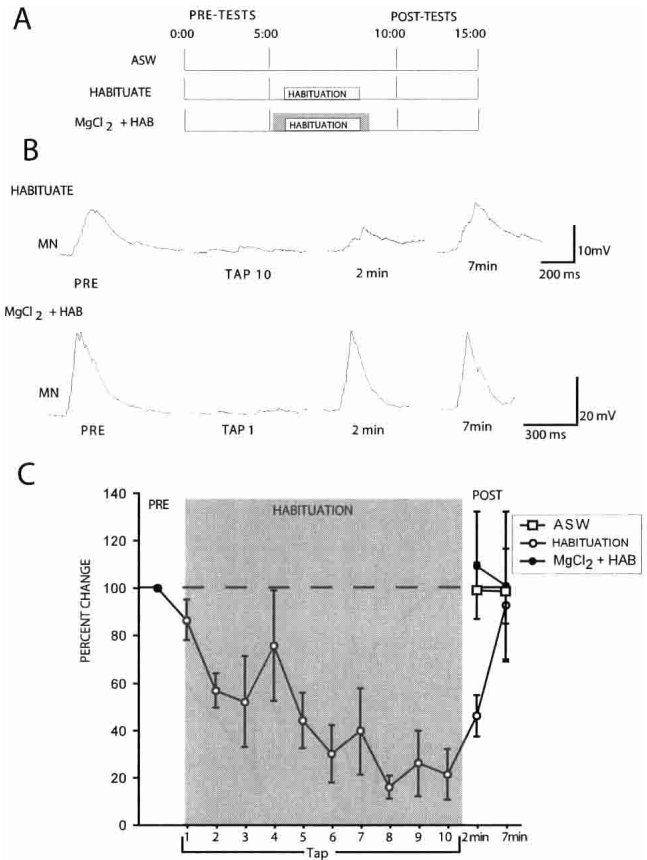 A
PRE-TESTS POST-TESTS
0:00 5:00 10:00 15:00
ASW
HABITUATE HABITUATION
MgCl2 + HAB HABITUATION
B
HABITUATE
MN
10mV
200 ms
PRE TAP 10 2 min 7min
MgCl2 + HAB
MN
20 mV
300 ms
PRE TAP 1 2 min 7min
C
PERCENT CHANGE
140
120
100
80
60
40
20
0
PRE HABITUATION POST
ASW
HABITUATION
MgCl2 + HAB
1 2 3 4 5 6 7 8 9 10 2min 7min
Tap